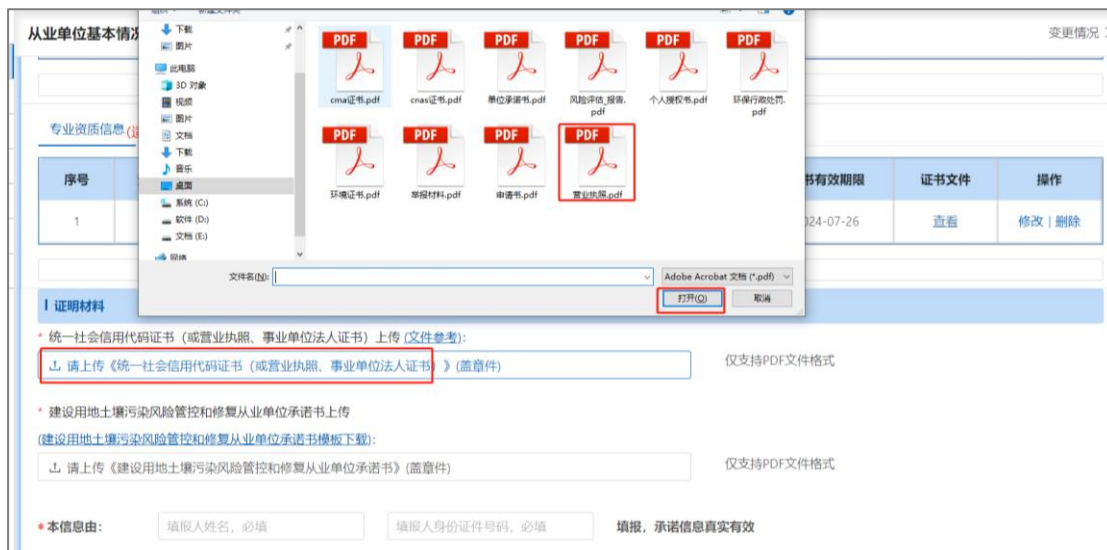 从业单位基本情况
变更情况
下载
图片
此电脑
3D 对象
视频
图片
文档
下载
音乐
桌面
系统 (C:)
软件 (D:)
文档 (E:)
网络
PDF PDF PDF PDF PDF PDF
cma证书.pdf
cnas证书.pdf
单位承诺书.pdf
风险评估_报告.pdf
个人授权书.pdf
环保行政处罚.pdf
PDF PDF PDF PDF
环境证书.pdf
举报材料.pdf
申请书.pdf
营业执照.pdf
文件名(N):
Adobe Acrobat 文档 (*.pdf)
打开(O)
取消
专业资质信息
序号
书有效期限
证书文件
操作
1
024-07-26
查看
修改 | 删除
证明材料
* 统一社会信用代码证书（或营业执照、事业单位法人证书）上传 (文件参考):
请上传《统一社会信用代码证书（或营业执照、事业单位法人证书）》(盖章件)
仅支持PDF文件格式
* 建设用地土壤污染风险管控和修复从业单位承诺书上传
(建设用地土壤污染风险管控和修复从业单位承诺书模板下载):
请上传《建设用地土壤污染风险管控和修复从业单位承诺书》(盖章件)
仅支持PDF文件格式
* 本信息由:
填报人姓名，必填
填报人身份证件号码，必填
填报，承诺信息真实有效